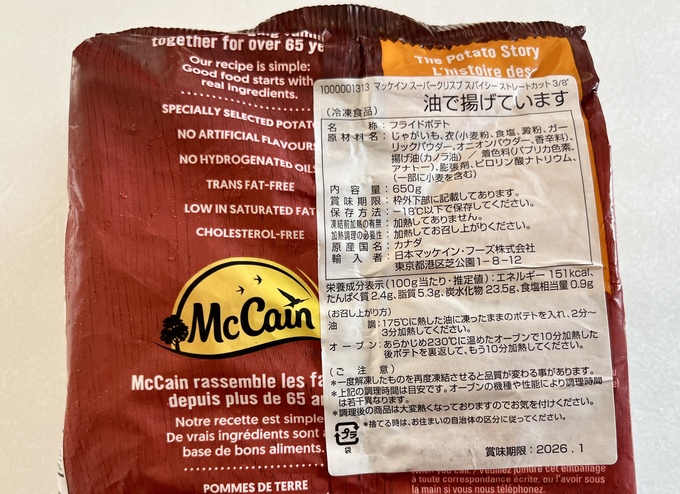 together for over 65 ye
Our recipe is simple:
Good food starts with
real ingredients.
SPECIALLY SELECTED POTAT
NO ARTIFICIAL FLAVOURS
NO HYDROGENATED OILS
TRANS FAT-FREE
LOW IN SATURATED FAT
CHOLESTEROL-FREE
McCain
McCain rassemble les fa
depuis plus de 65 an
Notre recette est simple
De vrais ingrédients sont
base de bons aliments.
POMMES DE TERRE
The Potato Story
L'histoire des
1000001313 マッケイン スーパークリスプ スパイシー ストレートカット 3/8"
(冷凍食品) 油で揚げています
名称:フライドポテト
原材料名:じゃがいも、衣(小麦粉、食塩、澱粉、ガー
リックパウダー、オニオンパウダー、香辛料)、
揚げ油(カノラ油) / 着色料(パプリカ色素、
アナトー)、膨張剤、ピロリン酸ナトリウム、
(一部に小麦を含む)
内容量:650g
賞味期限:枠外下部に記載してあります。
保存方法:-18℃以下で保存してください。
凍結前加熱の有無:加熱してありません。
加熱調理の必要性:加熱してお召し上がりください。
原産国名:カナダ
輸入者:日本マッケイン・フーズ株式会社
東京都港区芝公園1-8-12
栄養成分表示(100g当たり・推定値):エネルギー 151kcal、
たんぱく質 2.4g、脂質 5.3g、炭水化物 23.5g、食塩相当量 0.9g
(お召し上がり方)
油調:175℃に熱した油に凍ったままのポテトを入れ、2分~
3分加熱してください。
オーブン:あらかじめ230℃に温めたオーブンで10分加熱した
後ポテトを裏返して、もう10分加熱してください。
(ご注意)
*一度解凍したものを再度凍結させると品質が変わる事があります。
*上記の調理時間は目安です。オーブンの機種や性能により調理時間
は若干異なります。
*調理後の商品は大変熱くなっておりますのでお気を付けください。
*捨てる時は、お住まいの自治体の区分に従ってください。
プラ
袋
賞味期限:2026.1
veuillez joindre cet emballage
à toute correspondance écrite, ou l'avoir sous
la main si vous nous téléphonez.